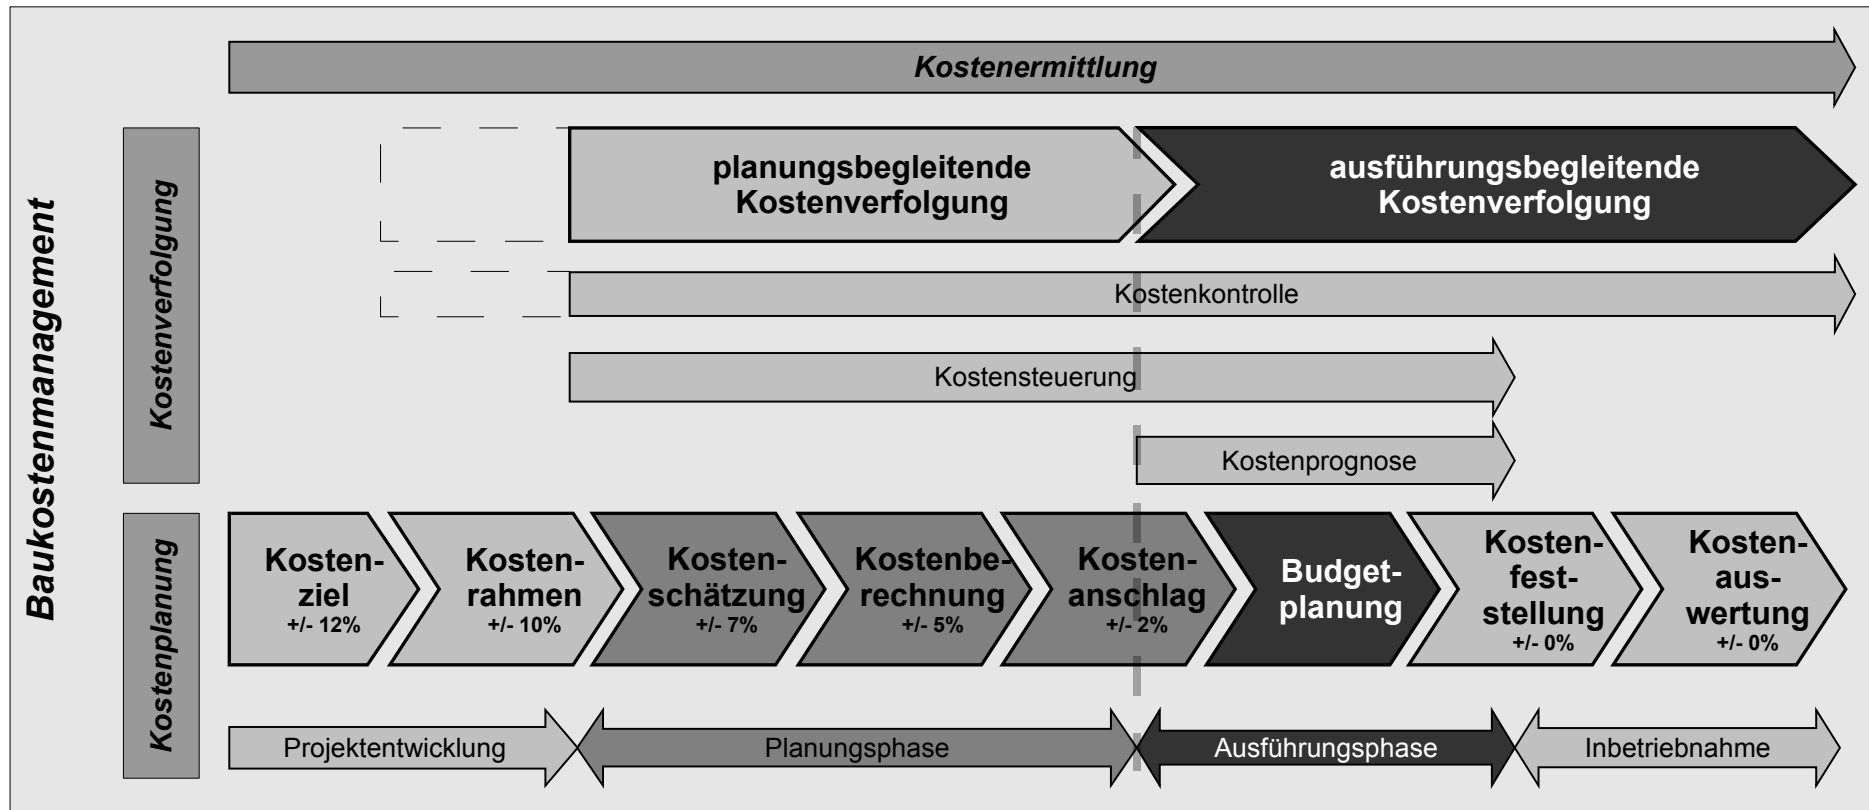 Baukostenmanagement
Kostenermittlung
Kostenverfolgung
planungsbegleitende
Kostenverfolgung
ausführungsbegleitende
Kostenverfolgung
Kostenkontrolle
Kostensteuerung
Kostenprognose
Kostenplanung
Kosten-
ziel
+/- 12%
Kosten-
rahmen
+/- 10%
Kosten-
schätzung
+/- 7%
Kostenbe-
rechnung
+/- 5%
Kosten-
anschlag
+/- 2%
Budget-
planung
Kosten-
fest-
stellung
+/- 0%
Kosten-
aus-
wertung
+/- 0%
Projektentwicklung
Planungsphase
Ausführungsphase
Inbetriebnahme